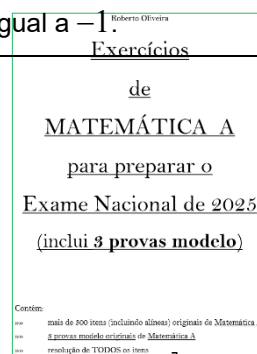 gual a −1.
Roberto Oliveira
Exercícios
de
MATEMÁTICA A
para preparar o
Exame Nacional de 2025
(inclui 3 provas modelo)
Contém:
mais de 500 itens (incluindo alíneas) originais de Matemática
3 provas modelo originais de Matemática A
resolução de TODOS os itens